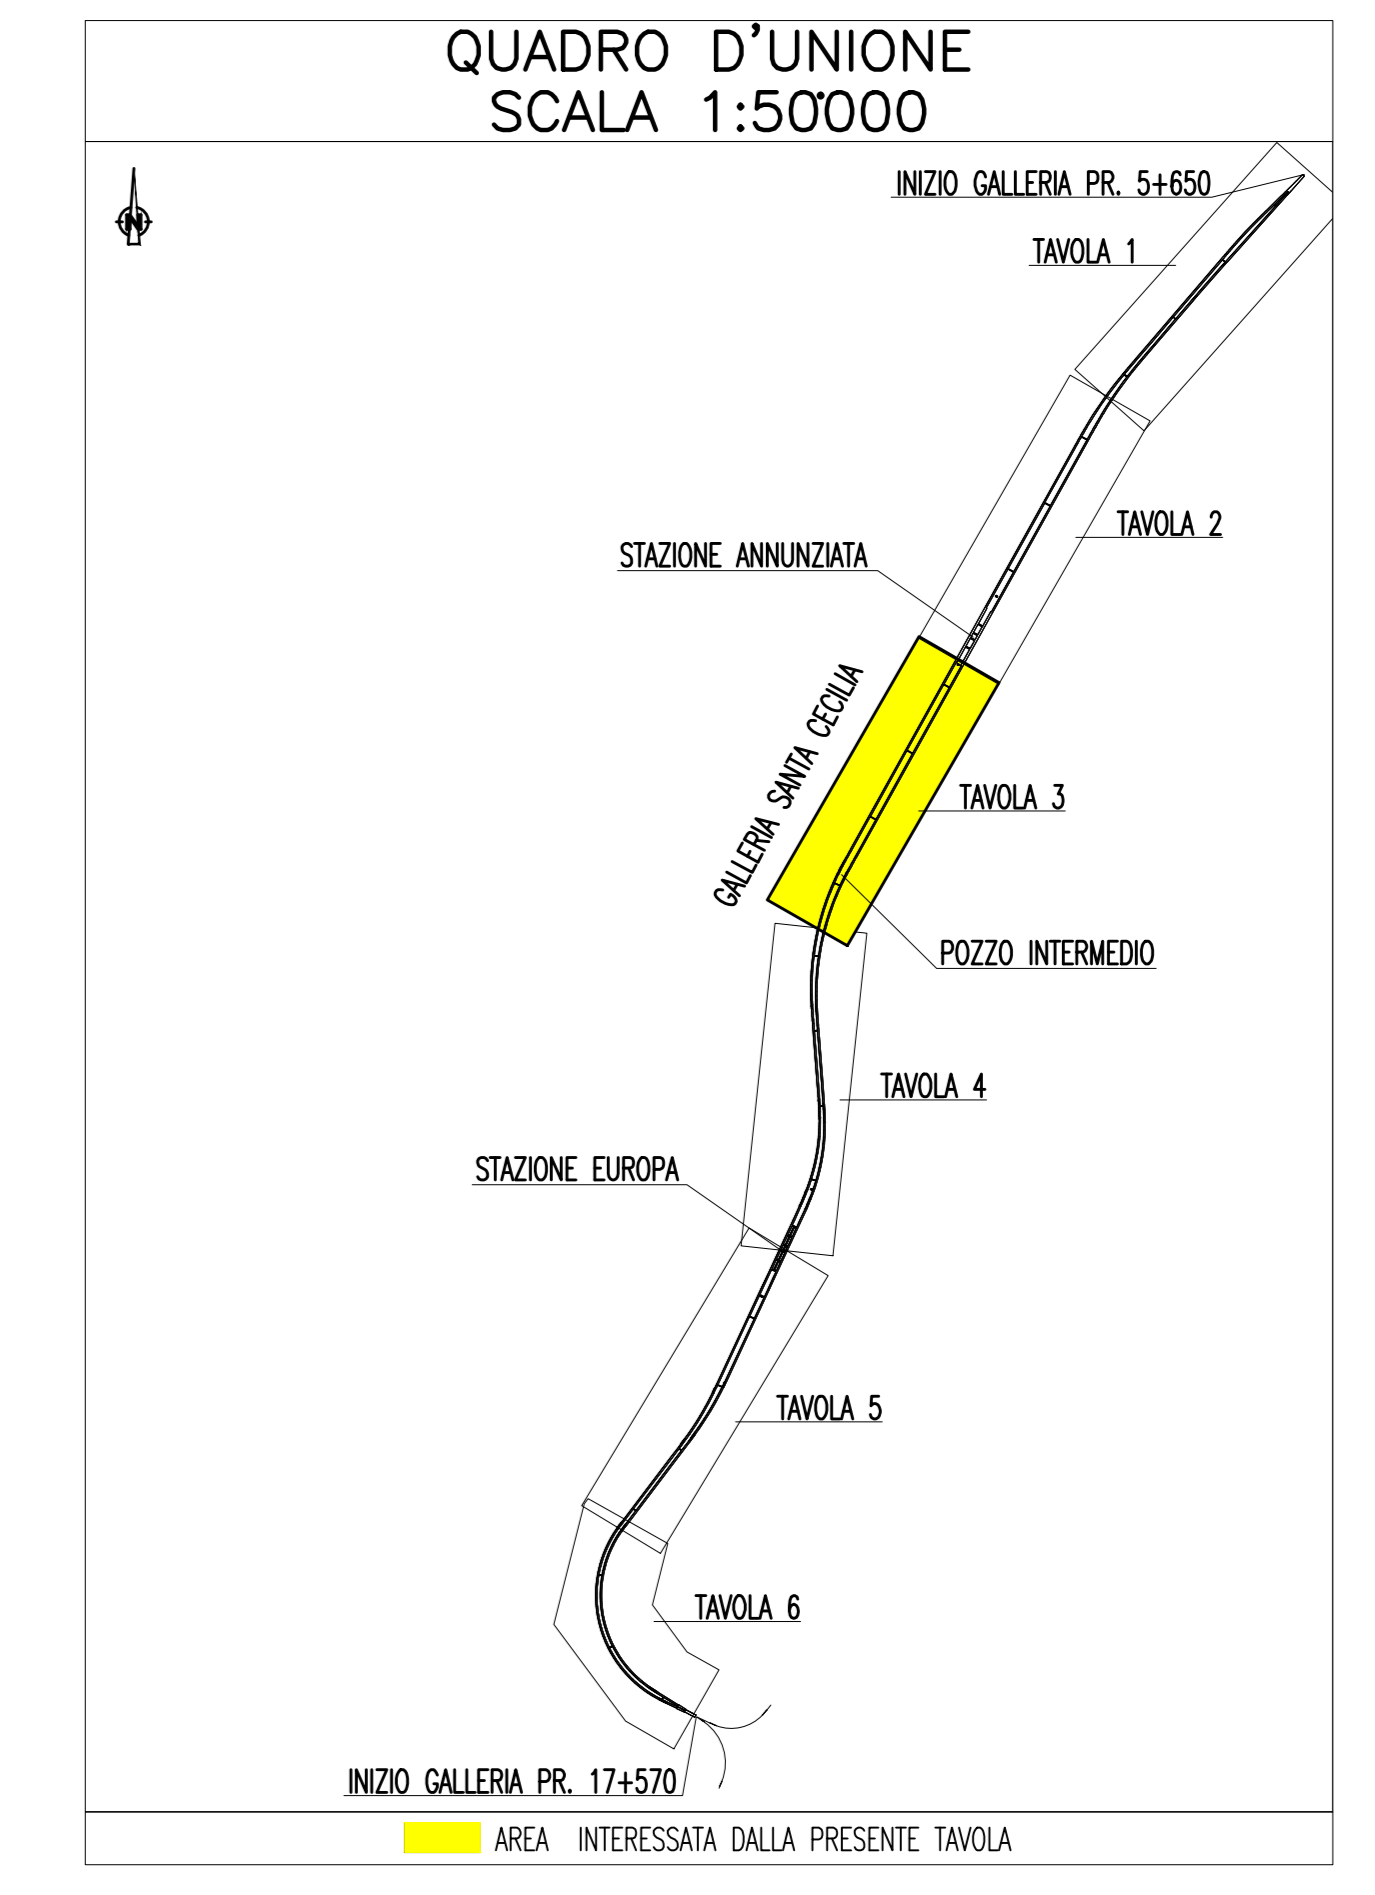 QUADRO D'UNIONE
SCALA 1:50'000
N
INIZIO GALLERIA PR. 5+650
TAVOLA 1
TAVOLA 2
STAZIONE ANNUNZIATA
GALLERIA SANTA CECILIA
TAVOLA 3
POZZO INTERMEDIO
TAVOLA 4
STAZIONE EUROPA
TAVOLA 5
TAVOLA 6
INIZIO GALLERIA PR. 17+570
AREA INTERESSATA DALLA PRESENTE TAVOLA